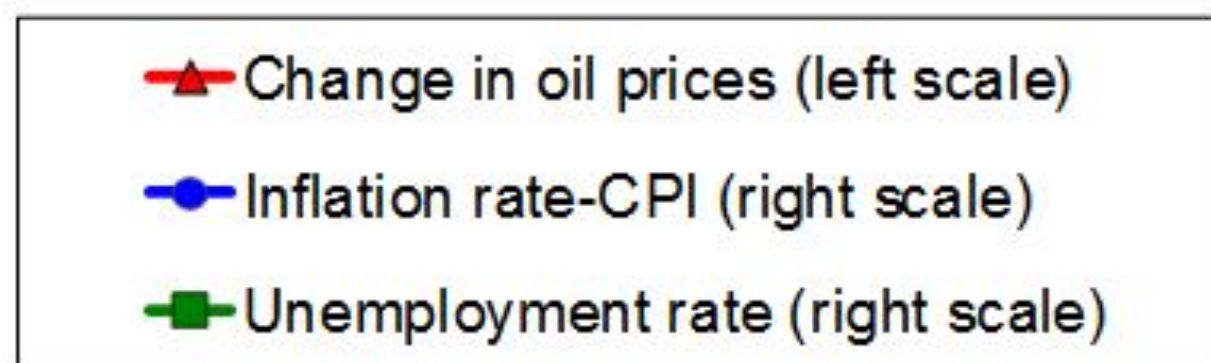 Change in oil prices (left scale)
Inflation rate-CPI (right scale)
Unemployment rate (right scale)